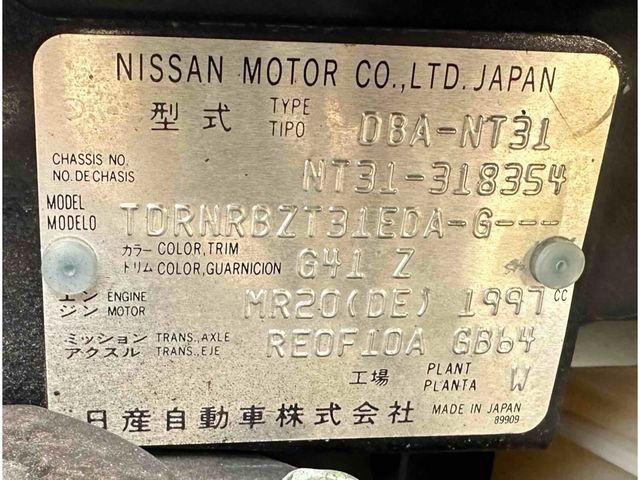 NISSAN MOTOR CO.,LTD. JAPAN
型式 TYPE TIPO DBA-NT31
CHASSIS NO. NO. DE CHASIS NT31-318354
MODEL MODELO TDRNRBZT31EDA-G---
カラー COLOR, TRIM
トリム COLOR, GUARNICION G41 Z
エンジン ENGINE MOTOR MR20(DE) 1997 CC
ミッション TRANS., AXLE
アクスル TRANS., EJE RE0F10A GB64
工場 PLANT PLANTA W
日産自動車株式会社 MADE IN JAPAN
89909